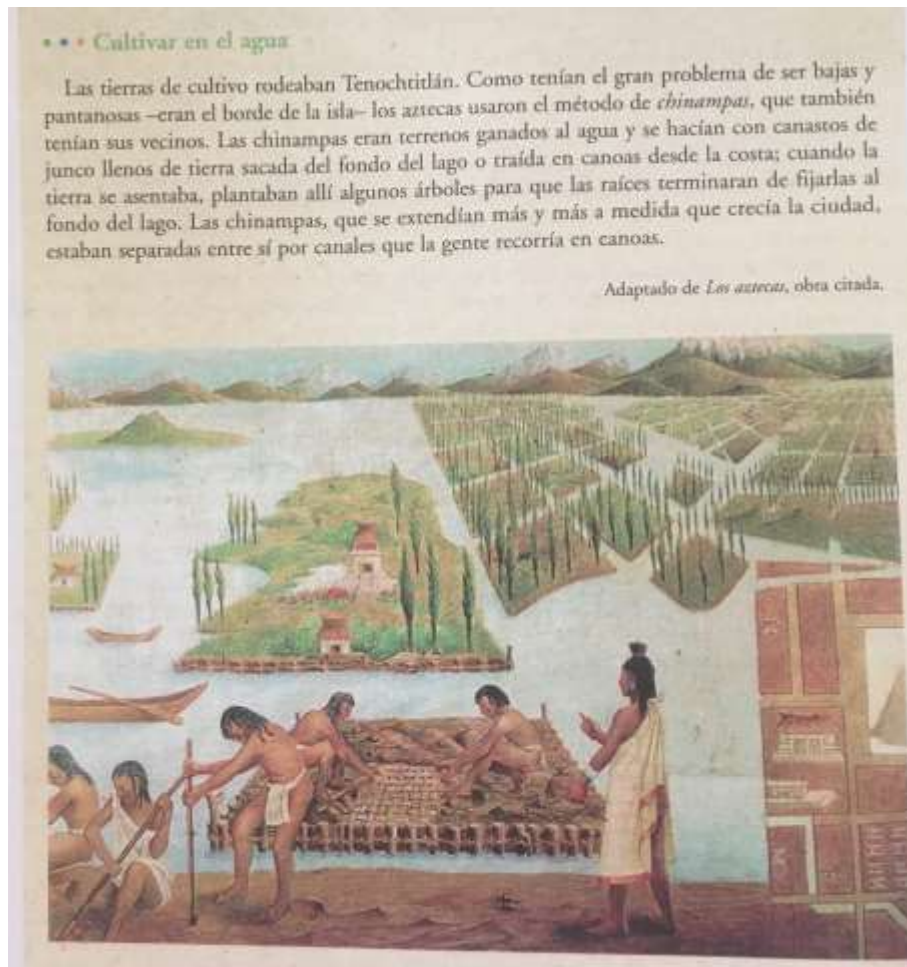 Cultivar en el agua
Las tierras de cultivo rodeaban Tenochtitlán. Como tenían el gran problema de ser bajas y
pantanosas –eran el borde de la isla– los aztecas usaron el método de chinampas, que también
tenían sus vecinos. Las chinampas eran terrenos ganados al agua y se hacían con canastos de
junco llenos de tierra sacada del fondo del lago o traída en canoas desde la costa; cuando la
tierra se asentaba, plantaban allí algunos árboles para que las raíces terminaran de fijarlas al
fondo del lago. Las chinampas, que se extendían más y más a medida que crecía la ciudad,
estaban separadas entre sí por canales que la gente recorría en canoas.
Adaptado de Los aztecas, obra citada.